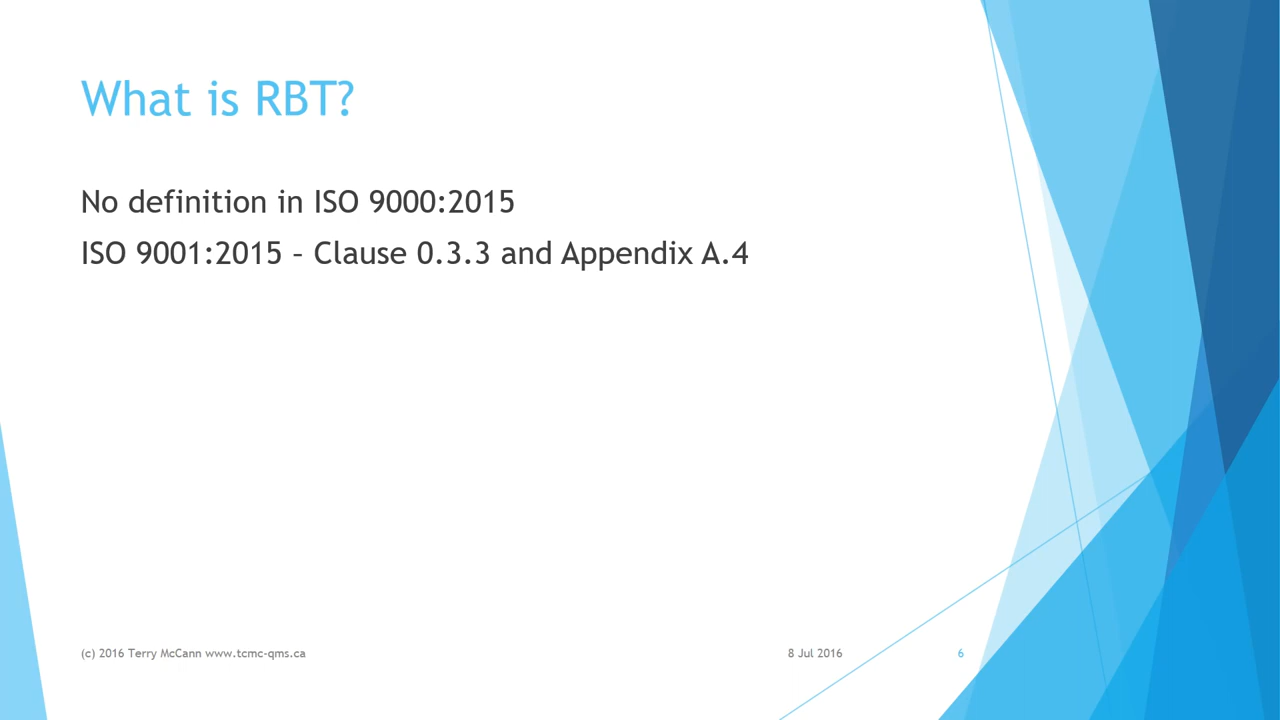 What is RBT?
No definition in ISO 9000:2015
ISO 9001:2015 – Clause 0.3.3 and Appendix A.4
(c) 2016 Terry McCann www.tcmc-qms.ca
8 Jul 2016
6